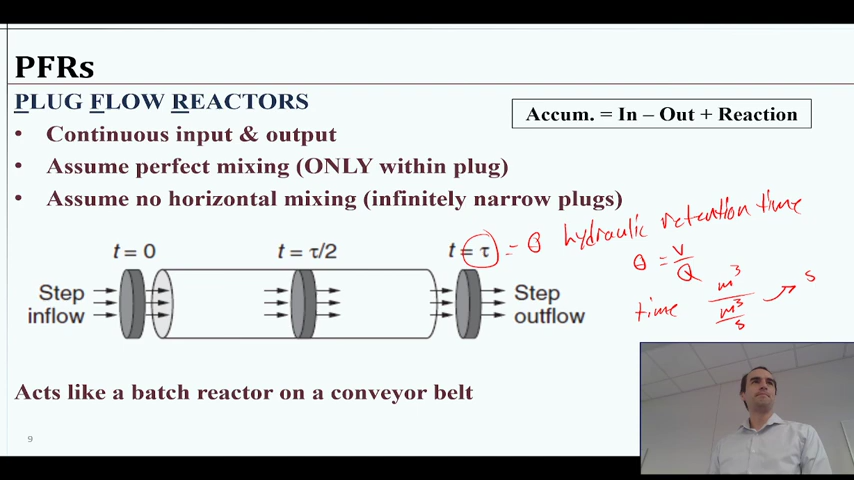 PFRs
PLUG FLOW REACTORS
Accum. = In – Out + Reaction
• Continuous input & output
• Assume perfect mixing (ONLY within plug)
• Assume no horizontal mixing (infinitely narrow plugs)
t = 0
t = τ/2
t = τ = θ hydraulic retention time
θ = V/Q
Step inflow
Step outflow
time m³ / m³/s → s
Acts like a batch reactor on a conveyor belt
9